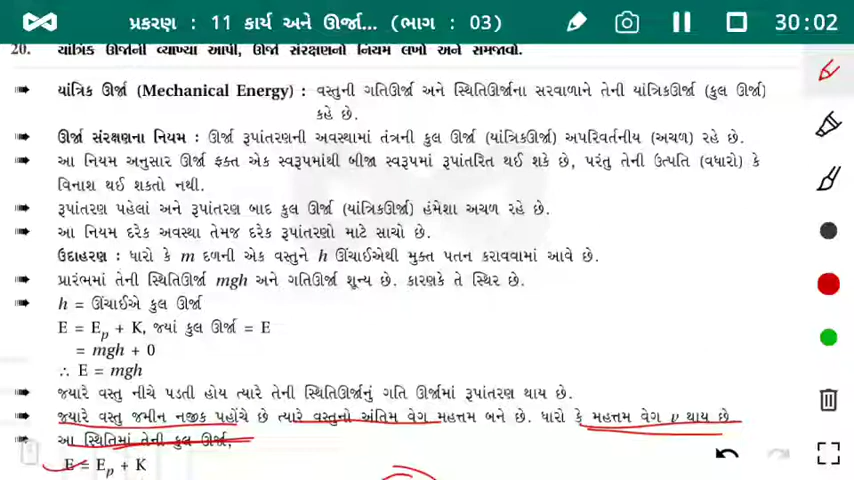 પ્રકરણ : 11 કાર્ય અને ઊર્જા... (ભાગ : 03)
30:02
20. યાંત્રિક ઊર્જાની વ્યાખ્યા આપી, ઊર્જા સંરક્ષણનો નિયમ લખો અને સમજાવો.
યાંત્રિક ઊર્જા (Mechanical Energy) : વસ્તુની ગતિઊર્જા અને સ્થિતિઊર્જાના સરવાળાને તેની યાંત્રિકઊર્જા (કુલ ઊર્જા)
કહે છે.
ઊર્જા સંરક્ષણના નિયમ : ઊર્જા રૂપાંતરણની અવસ્થામાં તંત્રની કુલ ઊર્જા (યાંત્રિકઊર્જા) અપરિવર્તનીય (અચળ) રહે છે.
આ નિયમ અનુસાર ઊર્જા ફક્ત એક સ્વરૂપમાંથી બીજા સ્વરૂપમાં રૂપાંતરિત થઈ શકે છે, પરંતુ તેની ઉત્પતિ (વધારો) કે
વિનાશ થઈ શકતો નથી.
રૂપાંતરણ પહેલાં અને રૂપાંતરણ બાદ કુલ ઊર્જા (યાંત્રિકઊર્જા) હંમેશા અચળ રહે છે.
આ નિયમ દરેક અવસ્થા તેમજ દરેક રૂપાંતરણો માટે સાચો છે.
ઉદાહરણ : ધારો કે m દળની એક વસ્તુને h ઊંચાઈએથી મુક્ત પતન કરાવવામાં આવે છે.
પ્રારંભમાં તેની સ્થિતિઊર્જા mgh અને ગતિઊર્જા શૂન્ય છે. કારણકે તે સ્થિર છે.
h = ઊંચાઈએ કુલ ઊર્જા
E = E_p + K, જ્યાં કુલ ઊર્જા = E
= mgh + 0
∴ E = mgh
જ્યારે વસ્તુ નીચે પડતી હોય ત્યારે તેની સ્થિતિઊર્જાનું ગતિ ઊર્જામાં રૂપાંતરણ થાય છે.
જ્યારે વસ્તુ જમીન નજીક પહોંચે છે ત્યારે વસ્તુનો અંતિમ વેગ મહત્તમ બને છે. ધારો કે મહત્તમ વેગ v થાય છે
આ સ્થિતિમાં તેની કુલ ઊર્જા,
E = E_p + K